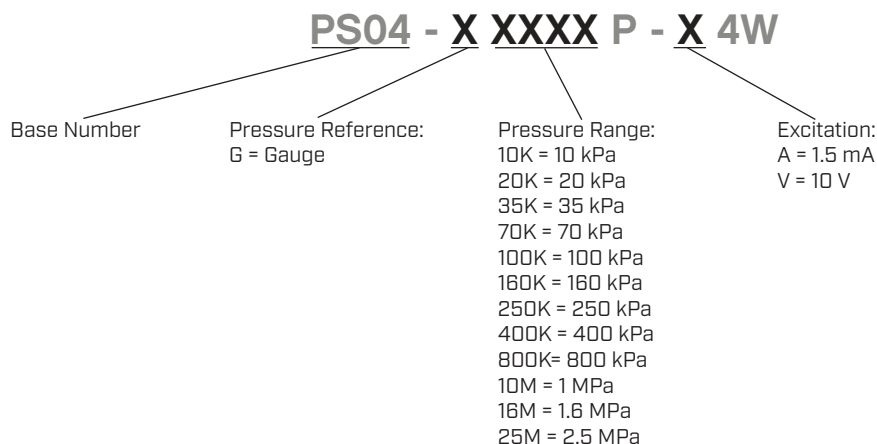 PS04 - X XXXX P - X 4W
Base Number
Pressure Reference:
G = Gauge
Pressure Range:
10K = 10 kPa
20K = 20 kPa
35K = 35 kPa
70K = 70 kPa
100K = 100 kPa
160K = 160 kPa
250K = 250 kPa
400K = 400 kPa
800K= 800 kPa
10M = 1 MPa
16M = 1.6 MPa
25M = 2.5 MPa
Excitation:
A = 1.5 mA
V = 10 V